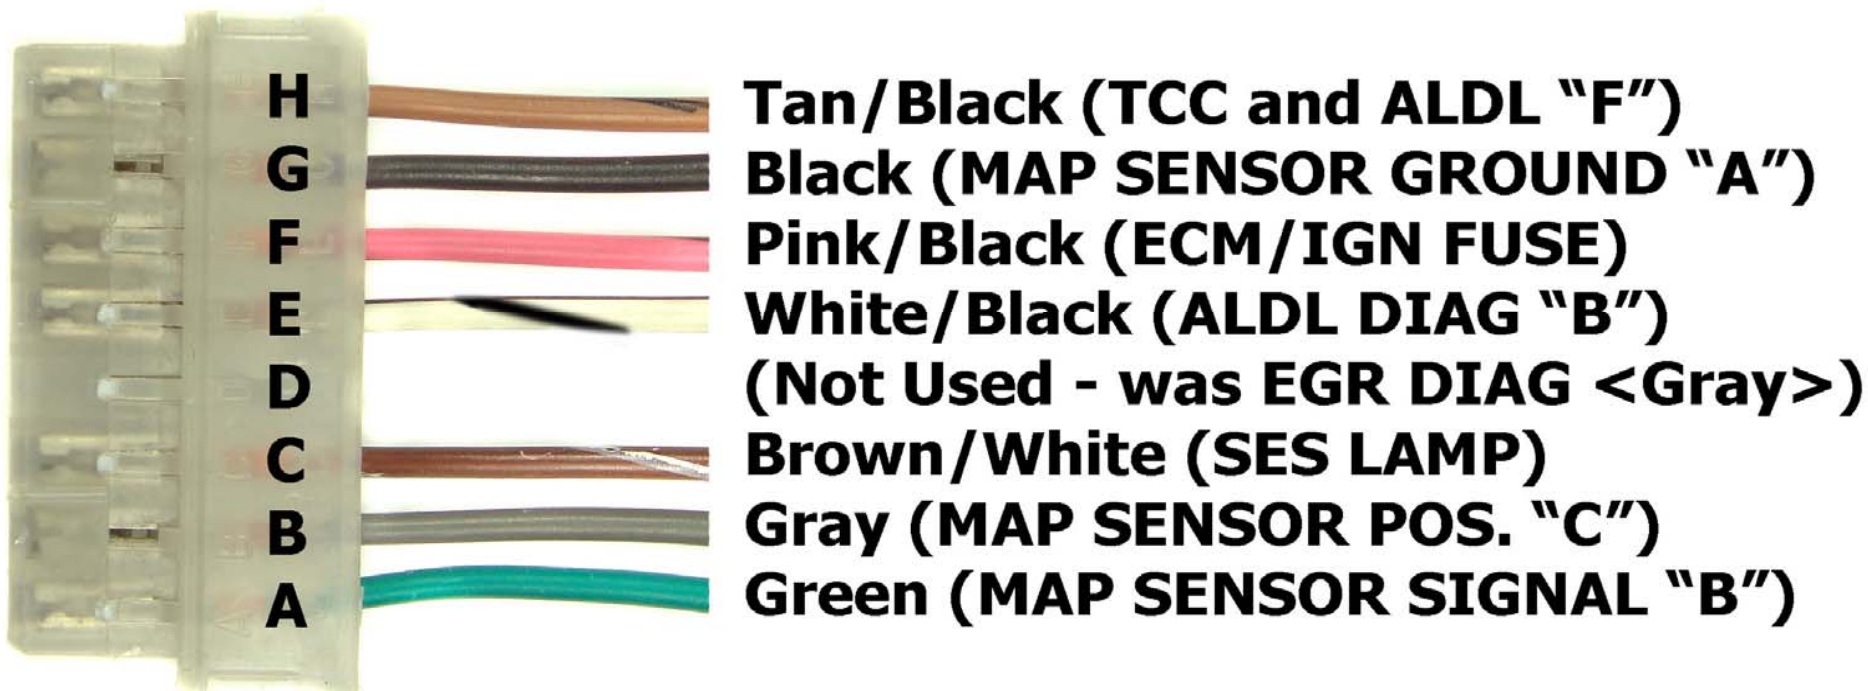 H Tan/Black (TCC and ALDL “F”)
G Black (MAP SENSOR GROUND “A”)
F Pink/Black (ECM/IGN FUSE)
E White/Black (ALDL DIAG “B”)
D (Not Used - was EGR DIAG <Gray>)
C Brown/White (SES LAMP)
B Gray (MAP SENSOR POS. “C”)
A Green (MAP SENSOR SIGNAL “B”)